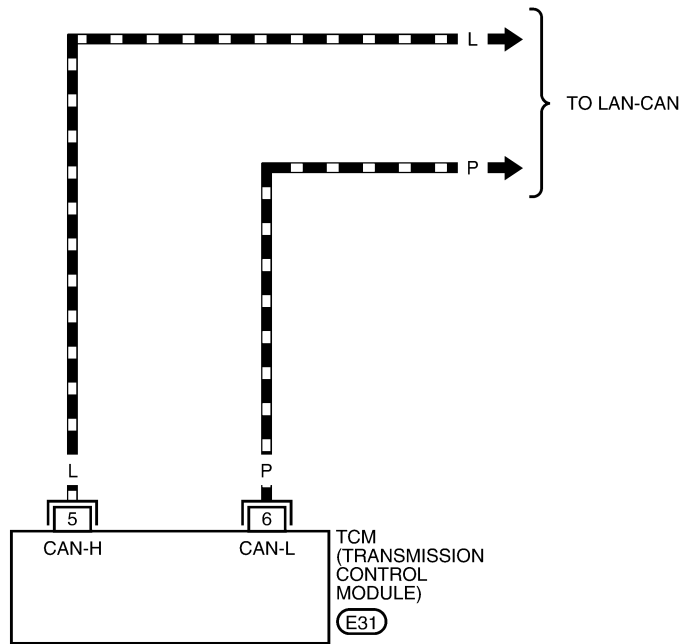 L
TO LAN-CAN
P
L
P
5
6
CAN-H
CAN-L
TCM
(TRANSMISSION
CONTROL
MODULE)
E31